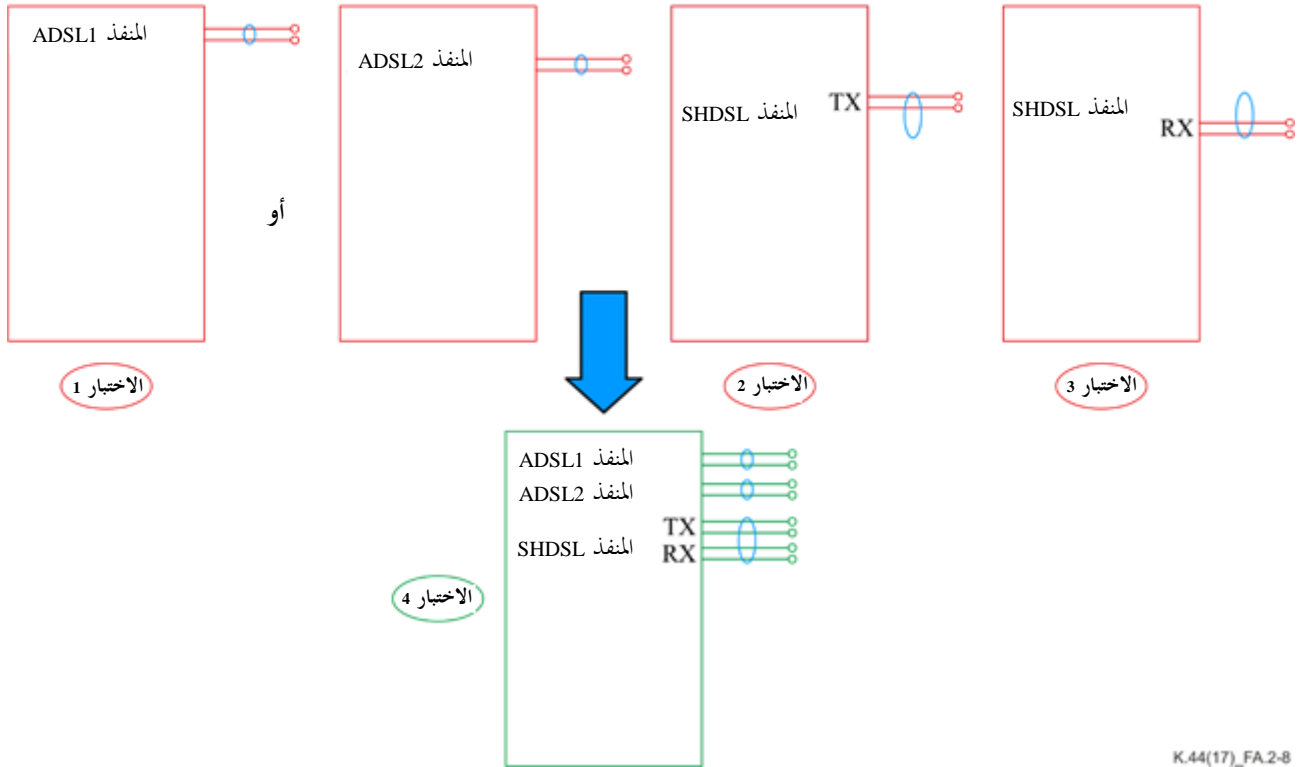 المنفذ ADSL1
المنفذ ADSL2
المنفذ SHDSL
TX
المنفذ SHDSL
RX
أو
الاختبار 1
الاختبار 2
الاختبار 3
المنفذ ADSL1
المنفذ ADSL2
TX
المنفذ SHDSL
RX
الاختبار 4
K.44(17)_FA.2-8